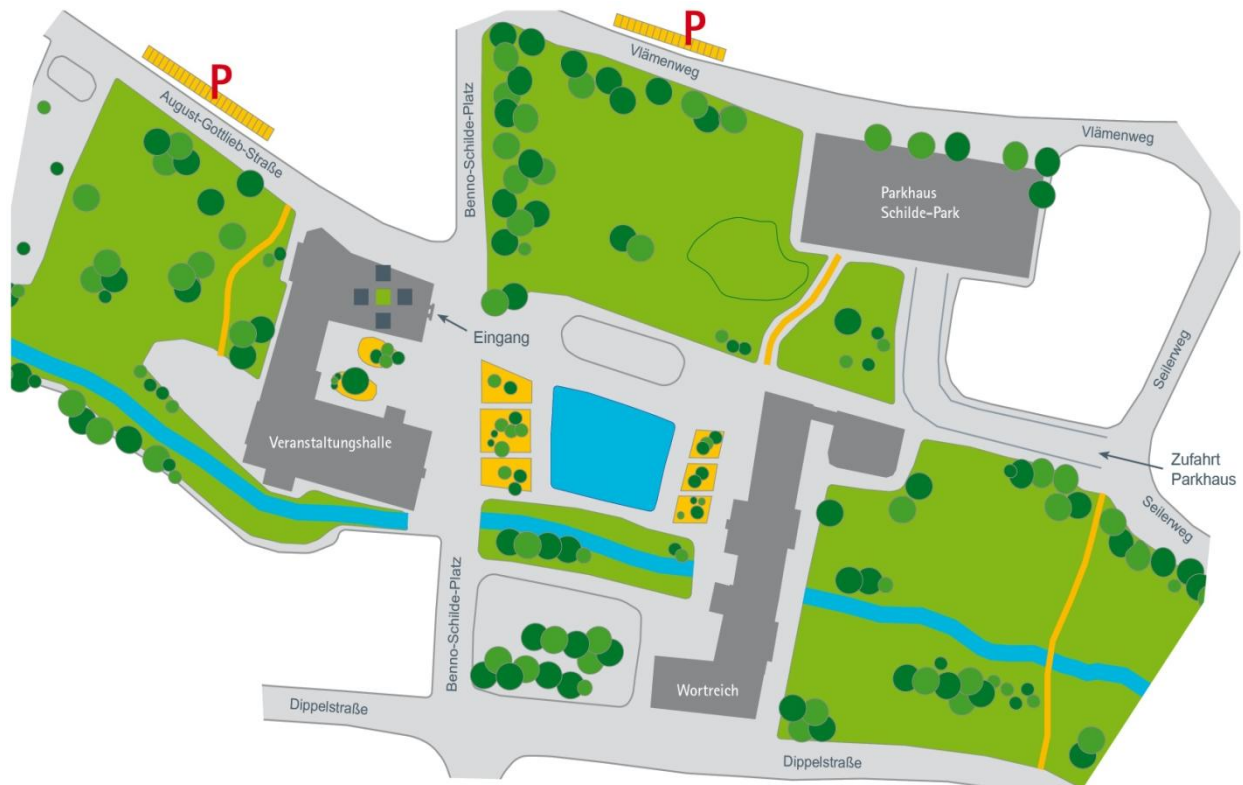 P
P
Vlämenweg
August-Gottlieb-Straße
Benno-Schilde-Platz
Vlämenweg
Parkhaus
Schilde-Park
Eingang
Seilerweg
Veranstaltungshalle
Zufahrt
Parkhaus
Seilerweg
Benno-Schilde-Platz
Wortreich
Dippelstraße
Dippelstraße